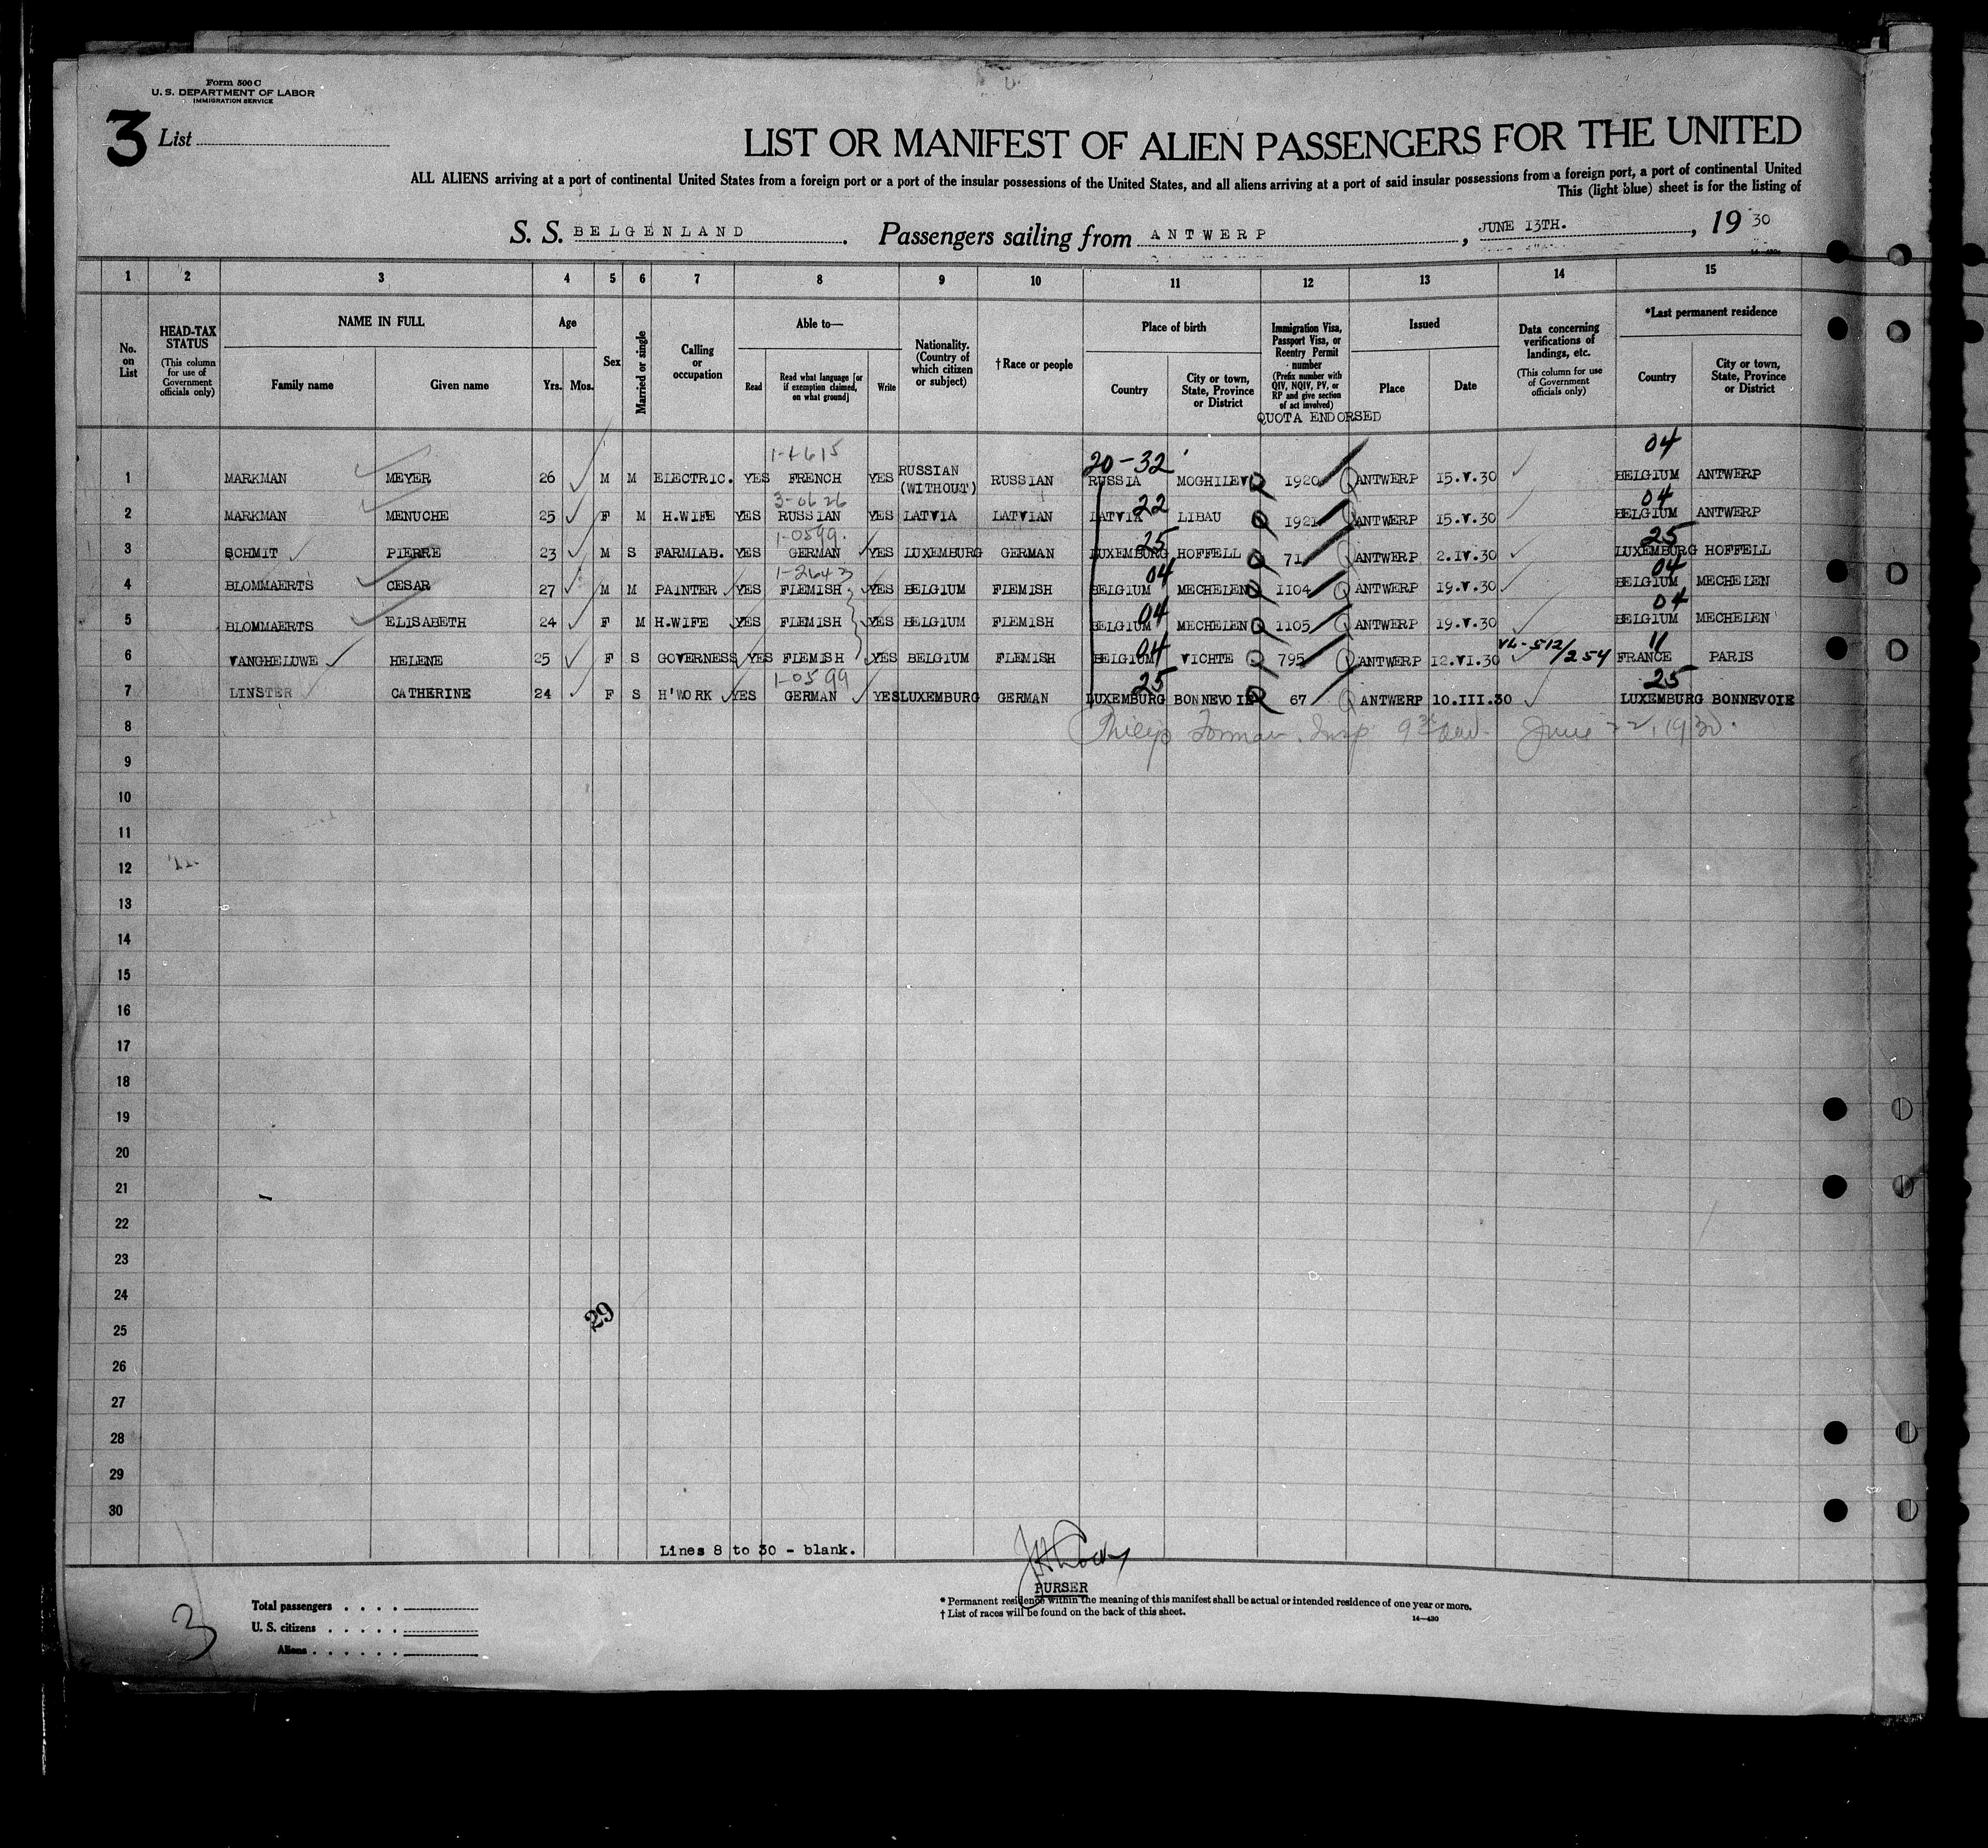 Form 500 C
U. S. DEPARTMENT OF LABOR
IMMIGRATION SERVICE
3 List
LIST OR MANIFEST OF ALIEN PASSENGERS FOR THE UNITED
ALL ALIENS arriving at a port of continental United States from a foreign port or a port of the insular possessions of the United States, and all aliens arriving at a port of said insular possessions from a foreign port, a port of continental United
This (light blue) sheet is for the listing of
S. S. BELGENLAND. Passengers sailing from ANTWERP, JUNE 13TH., 19 30
1 2 3 4 5 6 7 8 9 10 11 12 13 14 15
No. on List
HEAD-TAX STATUS (This column for use of Government officials only)
NAME IN FULL Family name Given name
Age Yrs. Mos.
Sex
Married or single
Calling or occupation
Able to— Read Read what language [or if exemption claimed, on what ground] Write
Nationality. (Country of which citizen or subject)
†Race or people
Place of birth Country City or town, State, Province or District
Immigration Visa, Passport Visa, or Reentry Permit number (Prefix number with QIV, NQIV, PV, or RP and give section of act involved)
QUOTA ENDORSED
Issued Place Date
Data concerning verifications of landings, etc. (This column for use of Government officials only)
*Last permanent residence Country City or town, State, Province or District
1-4615 20-32 04
1 MARKMAN MEYER 26 M M ELECTRIC. YES FRENCH YES RUSSIAN (WITHOUT) RUSSIAN RUSSIA MOGHILEV Q 1920 Q ANTWERP 15.V.30 BELGIUM ANTWERP
3-0626 22 04
2 MARKMAN MENUCHE 25 F M H.WIFE YES RUSSIAN YES LATVIA LATVIAN LATVIA LIBAU Q 1921 Q ANTWERP 15.V.30 BELGIUM ANTWERP
1-0599. 25 25
3 SCHMIT PIERRE 23 M S FARMLAB. YES GERMAN YES LUXEMBURG GERMAN LUXEMBURG HOFFELL Q 71 Q ANTWERP 2.IV.30 LUXEMBURG HOFFELL
1-2643 04 04
4 BLOMMAERTS CESAR 27 M M PAINTER YES FLEMISH YES BELGIUM FLEMISH BELGIUM MECHELEN Q 1104 Q ANTWERP 19.V.30 BELGIUM MECHELEN
04 04
5 BLOMMAERTS ELISABETH 24 F M H.WIFE YES FLEMISH YES BELGIUM FLEMISH BELGIUM MECHELEN Q 1105 Q ANTWERP 19.V.30 BELGIUM MECHELEN
04 VL-512/254 11
6 VANGHELUWE HELENE 25 F S GOVERNESS YES FLEMISH YES BELGIUM FLEMISH BELGIUM VICHTE Q 795 Q ANTWERP 12.VI.30 FRANCE PARIS
1-0599 25 25
7 LINSTER CATHERINE 24 F S H'WORK YES GERMAN YES LUXEMBURG GERMAN LUXEMBURG BONNEVOIE Q 67 Q ANTWERP 10.III.30 LUXEMBURG BONNEVOIE
8 Philip Forman. Insp. June 22, 1930.
9
10
11
12
13
14
15
16
17
18
19
20
21
22
23
24
29
25
26
27
28
29
30
Lines 8 to 30 - blank.
PURSER
3
Total passengers
U. S. citizens
Aliens
* Permanent residence within the meaning of this manifest shall be actual or intended residence of one year or more.
† List of races will be found on the back of this sheet.
14—430